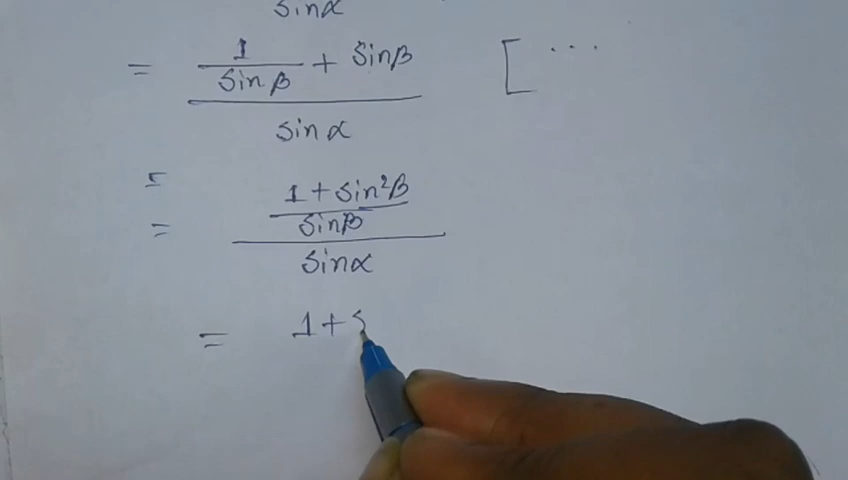 sinα
= 1/sinβ + sinβ [ ...
sinα
=
= 1 + sin²β
sinβ
sinα
= 1 + s